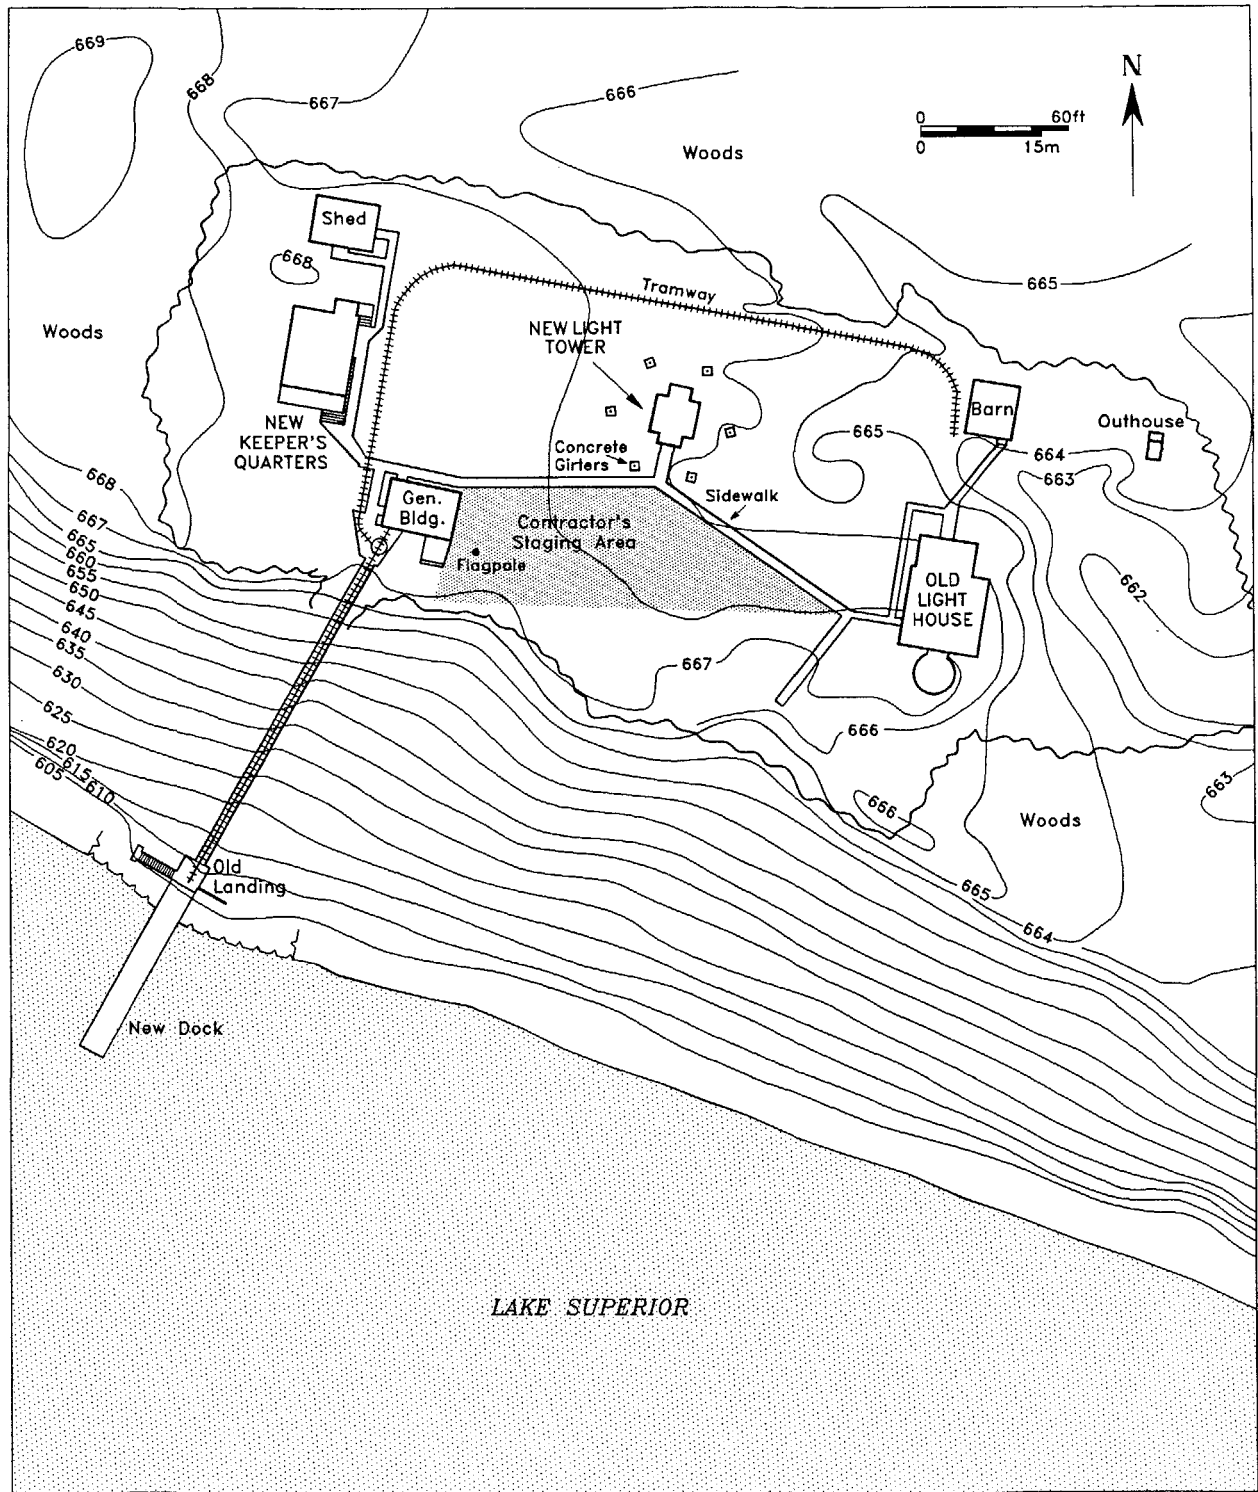 669
668
667
666
N
0 60ft
0 15m
Woods
Shed
668
665
Tramway
Woods
NEW LIGHT
TOWER
Barn
Outhouse
NEW
KEEPER'S
QUARTERS
665
Concrete
Girters
664
663
668
Sidewalk
Gen.
Bldg.
Contractor's
Staging Area
Flagpole
667
665
660
655
650
645
640
635
630
625
620
615
610
605
OLD
LIGHT
HOUSE
662
667
666
663
666
Woods
Old
Landing
665
664
New Dock
LAKE SUPERIOR